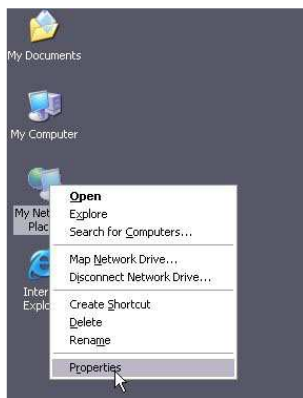 My Documents
My Computer
My Net
Plac
Open
Explore
Search for Computers...
Map Network Drive...
Disconnect Network Drive...
Create Shortcut
Delete
Rename
Properties
Inter
Explo